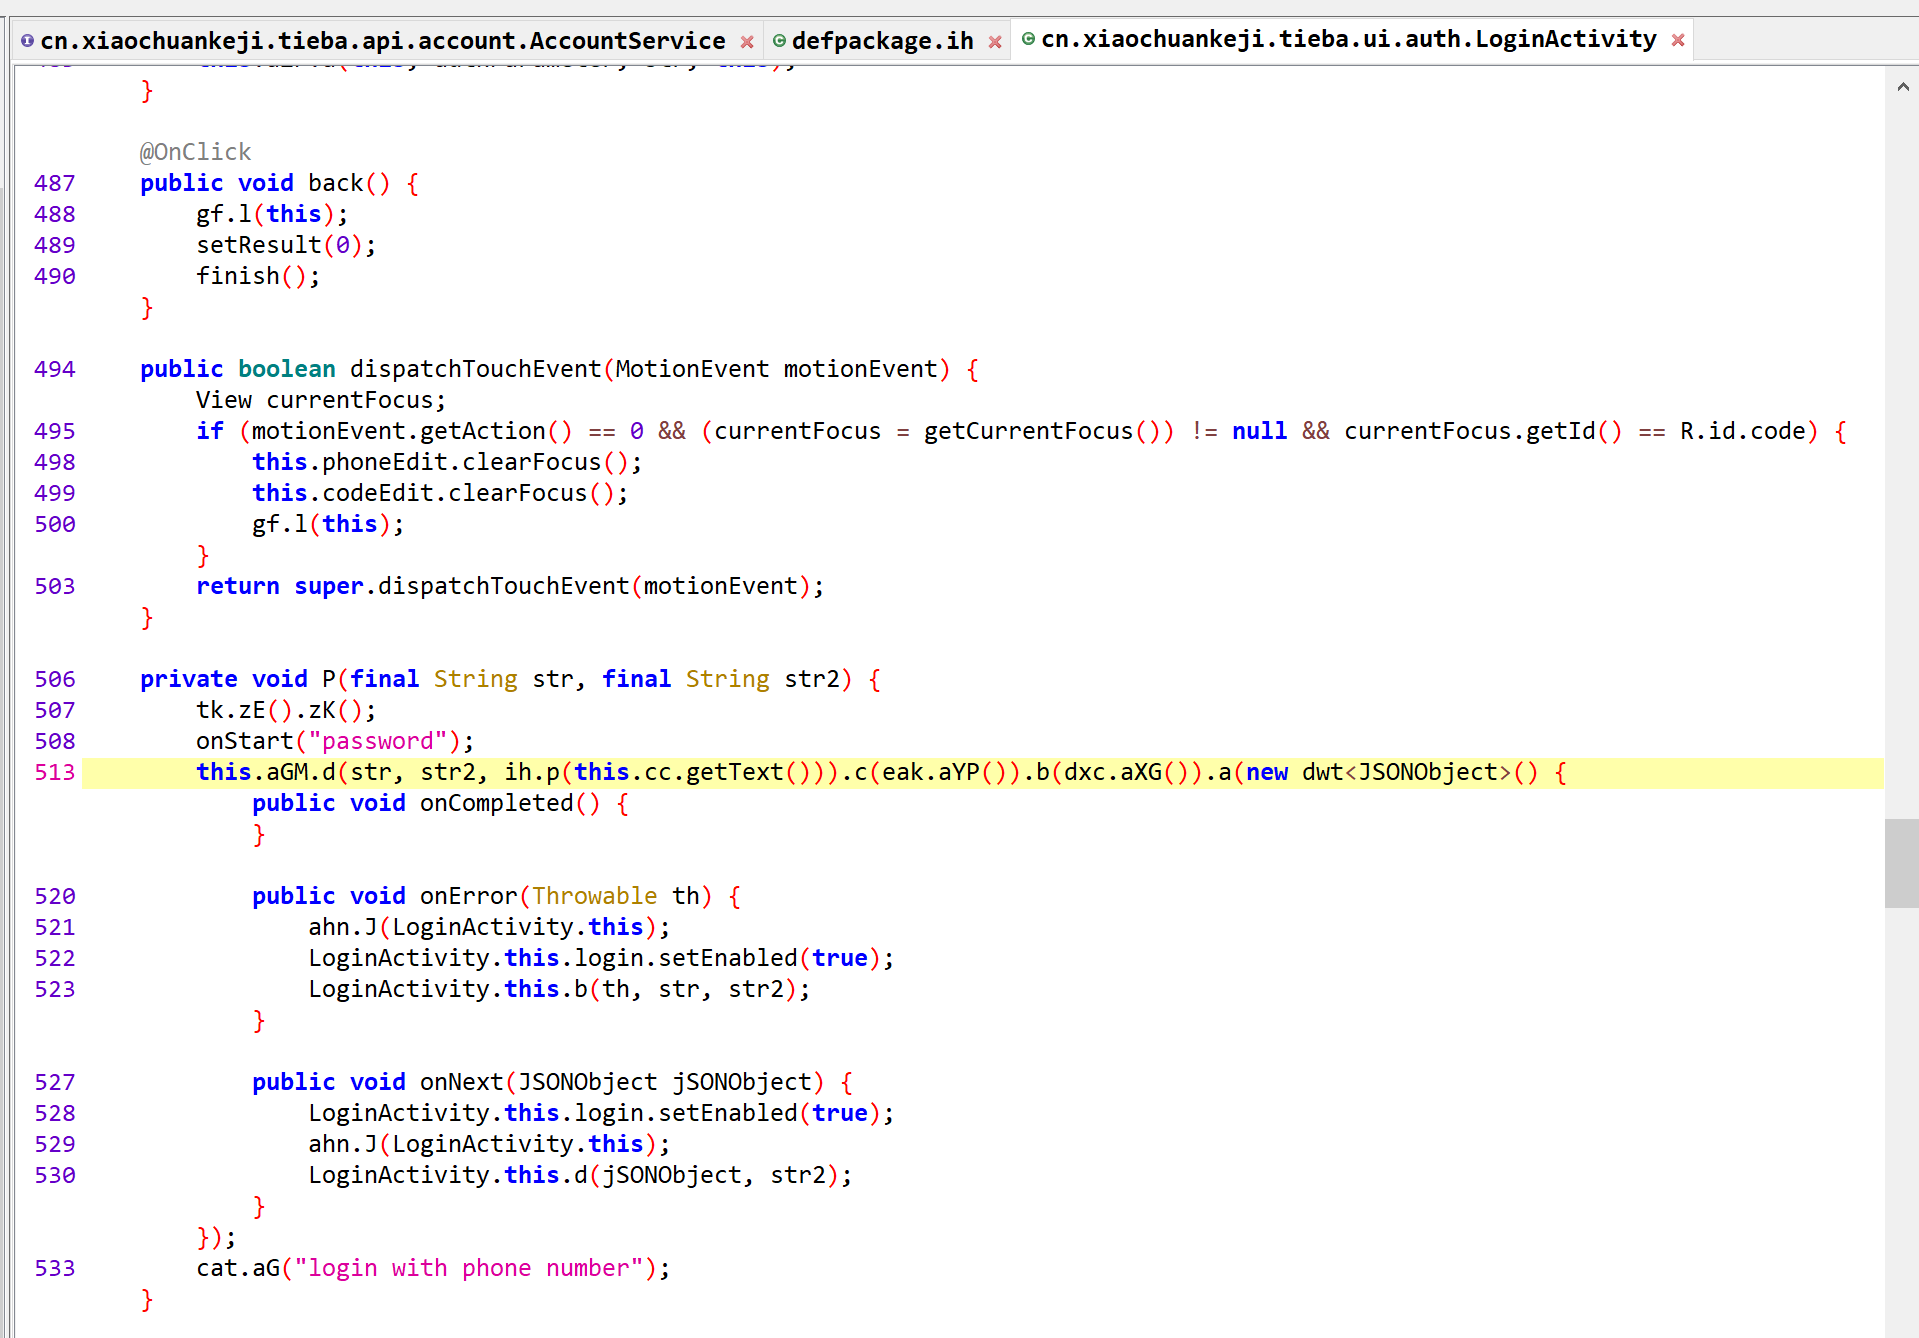 cn.xiaochuankeji.tieba.api.account.AccountService
defpackage.ih
cn.xiaochuankeji.tieba.ui.auth.LoginActivity
    }

    @OnClick
487    public void back() {
488        gf.l(this);
489        setResult(0);
490        finish();
    }

494    public boolean dispatchTouchEvent(MotionEvent motionEvent) {
        View currentFocus;
495        if (motionEvent.getAction() == 0 && (currentFocus = getCurrentFocus()) != null && currentFocus.getId() == R.id.code) {
498            this.phoneEdit.clearFocus();
499            this.codeEdit.clearFocus();
500            gf.l(this);
        }
503        return super.dispatchTouchEvent(motionEvent);
    }

506    private void P(final String str, final String str2) {
507        tk.zE().zK();
508        onStart("password");
513        this.aGM.d(str, str2, ih.p(this.cc.getText())).c(eak.aYP()).b(dxc.aXG()).a(new dwt<JSONObject>() {
            public void onCompleted() {
            }

520            public void onError(Throwable th) {
521                ahn.J(LoginActivity.this);
522                LoginActivity.this.login.setEnabled(true);
523                LoginActivity.this.b(th, str, str2);
            }

527            public void onNext(JSONObject jSONObject) {
528                LoginActivity.this.login.setEnabled(true);
529                ahn.J(LoginActivity.this);
530                LoginActivity.this.d(jSONObject, str2);
            }
        });
533        cat.aG("login with phone number");
    }